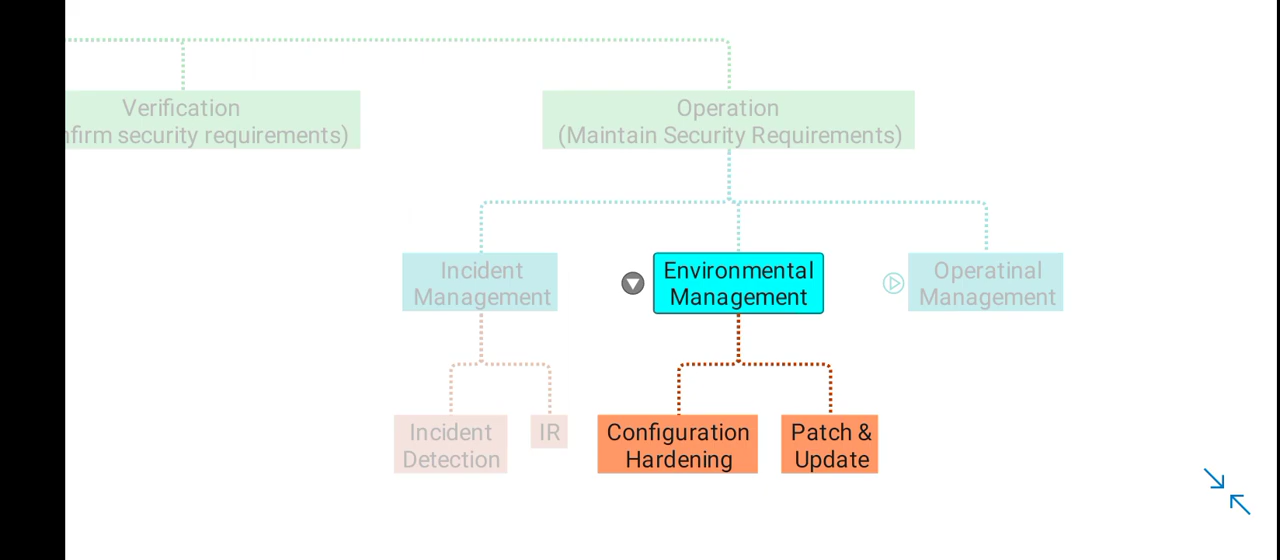 Verification
nfirm security requirements)
Operation
(Maintain Security Requirements)
Incident
Management
Environmental
Management
Operatinal
Management
Incident
Detection
IR
Configuration
Hardening
Patch &
Update